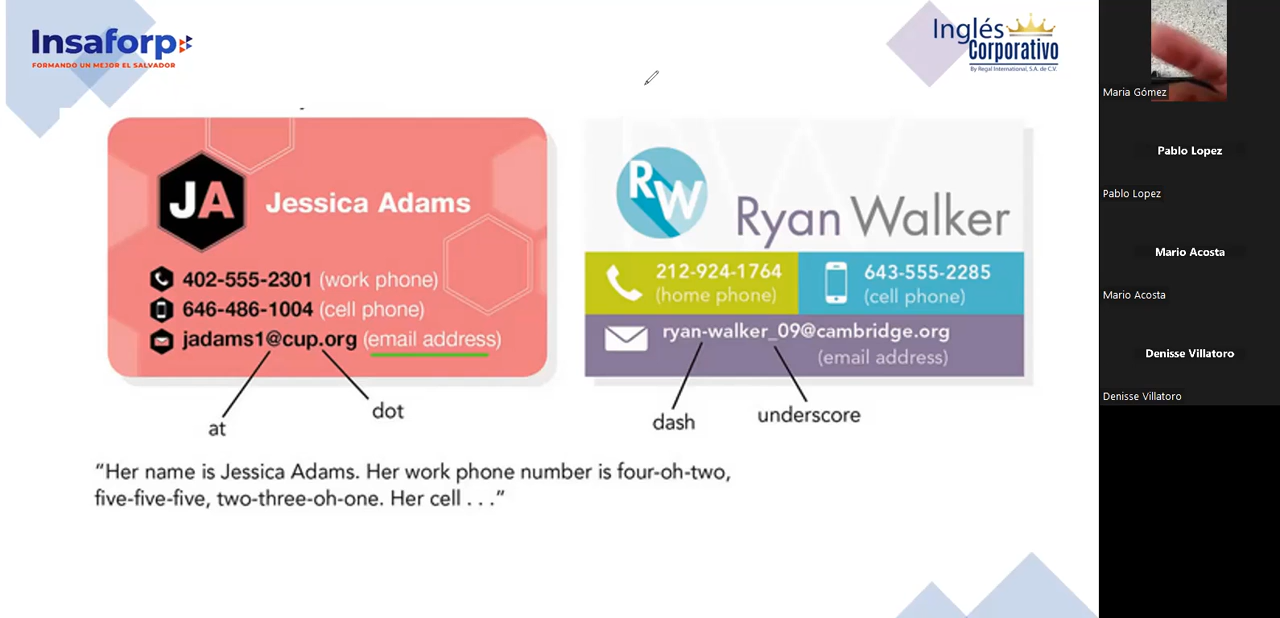 Insaforp
FORMANDO UN MEJOR EL SALVADOR
Inglés
Corporativo
By Regal International, S.A. de C.V.
JA
Jessica Adams
402-555-2301 (work phone)
646-486-1004 (cell phone)
jadams1@cup.org (email address)
at
dot
RW
Ryan Walker
212-924-1764
(home phone)
643-555-2285
(cell phone)
ryan-walker_09@cambridge.org
(email address)
dash
underscore
“Her name is Jessica Adams. Her work phone number is four-oh-two,
five-five-five, two-three-oh-one. Her cell . . .”
María Gómez
Pablo Lopez
Pablo Lopez
Mario Acosta
Mario Acosta
Denisse Villatoro
Denisse Villatoro